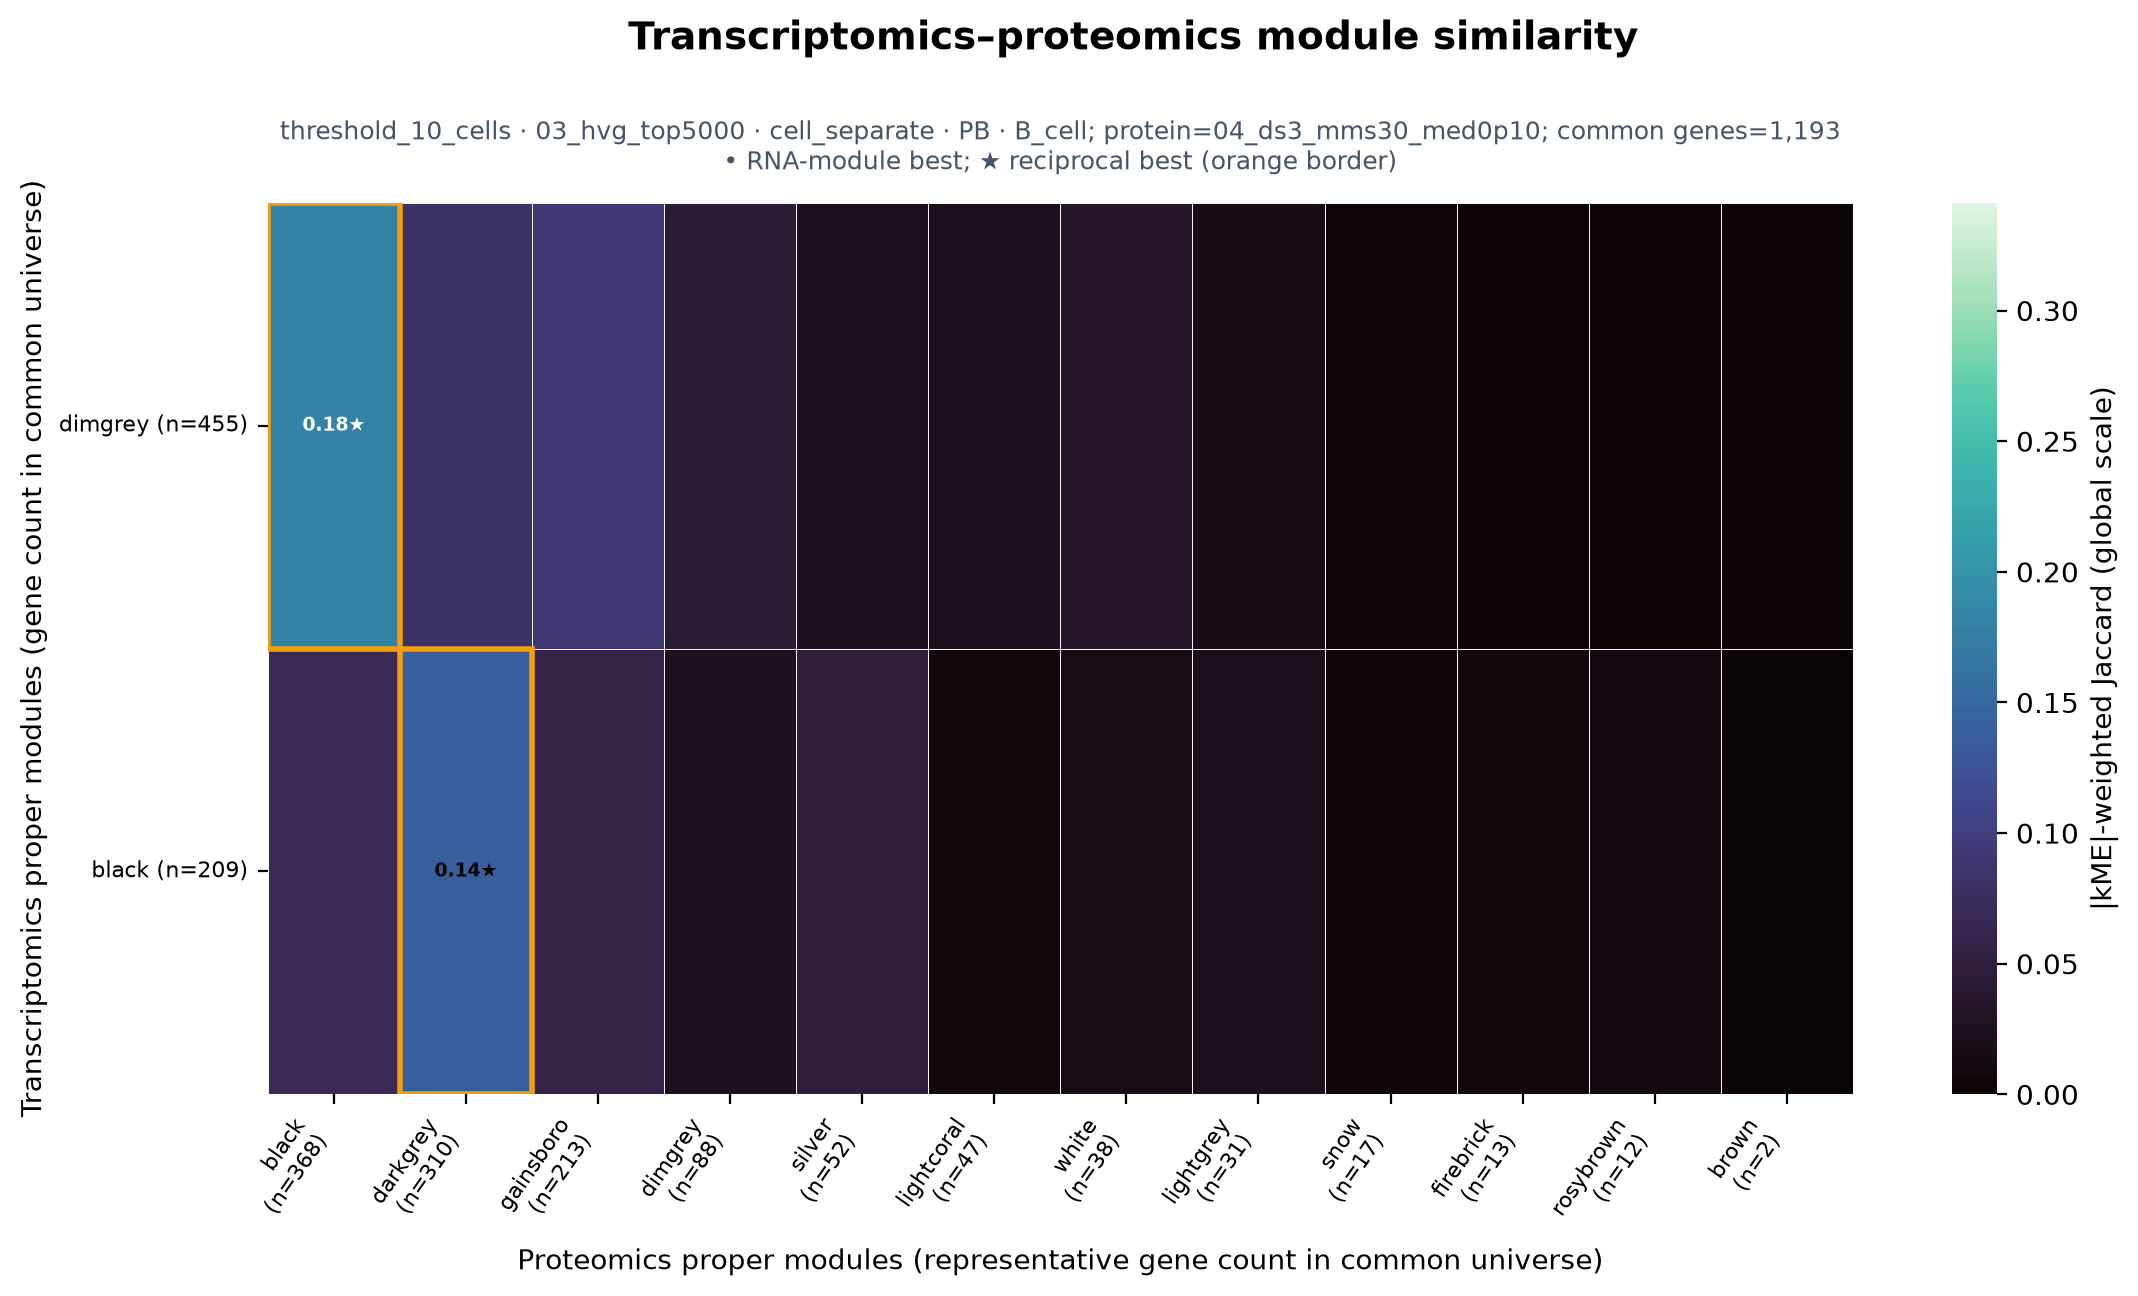 Transcriptomics–proteomics module similarity
threshold_10_cells · 03_hvg_top5000 · cell_separate · PB · B_cell; protein=04_ds3_mms30_med0p10; common genes=1,193
• RNA-module best; ★ reciprocal best (orange border)
Transcriptomics proper modules (gene count in common universe)
dimgrey (n=455)
black (n=209)
0.18★
0.14★
black
(n=368)
darkgrey
(n=310)
gainsboro
(n=213)
dimgrey
(n=88)
silver
(n=52)
lightcoral
(n=47)
white
(n=38)
lightgrey
(n=31)
snow
(n=17)
firebrick
(n=13)
rosybrown
(n=12)
brown
(n=2)
Proteomics proper modules (representative gene count in common universe)
0.30
0.25
0.20
0.15
0.10
0.05
0.00
|kME|-weighted Jaccard (global scale)